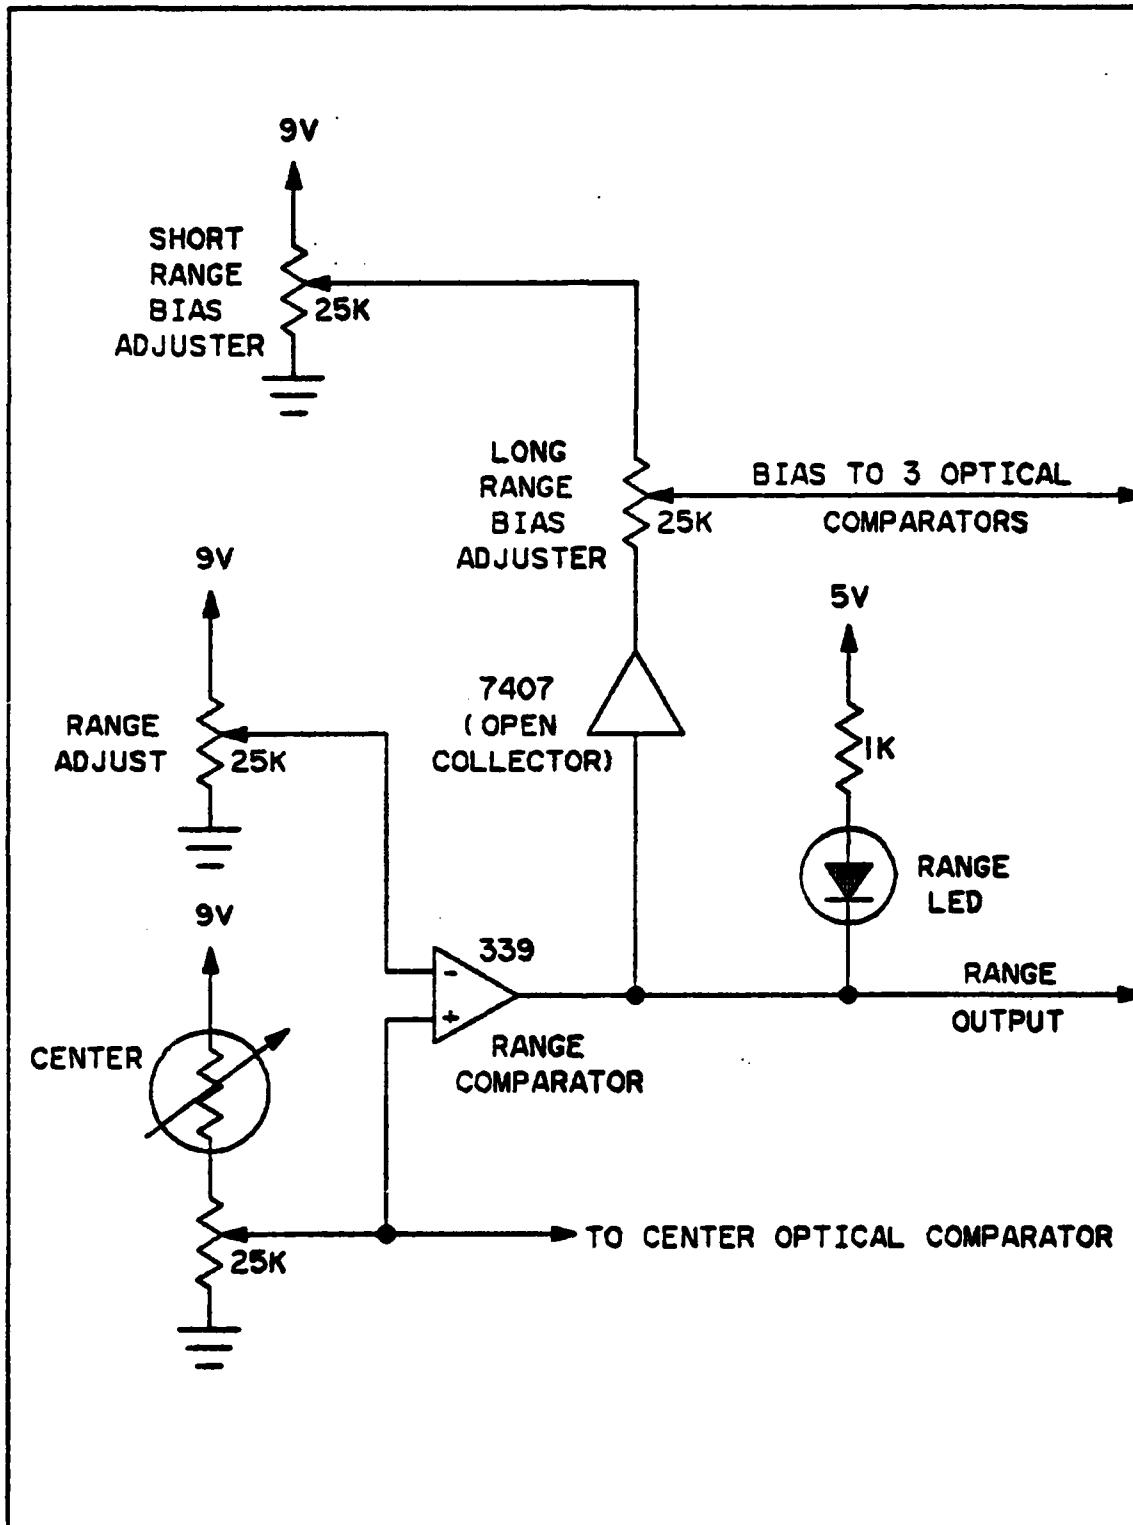 9V
SHORT
RANGE
BIAS
ADJUSTER
25K
LONG
RANGE
BIAS
ADJUSTER
25K
BIAS TO 3 OPTICAL
COMPARATORS
9V
RANGE
ADJUST
25K
7407
(OPEN
COLLECTOR)
5V
1K
RANGE
LED
9V
CENTER
339
-
+
RANGE
COMPARATOR
RANGE
OUTPUT
25K
TO CENTER OPTICAL COMPARATOR